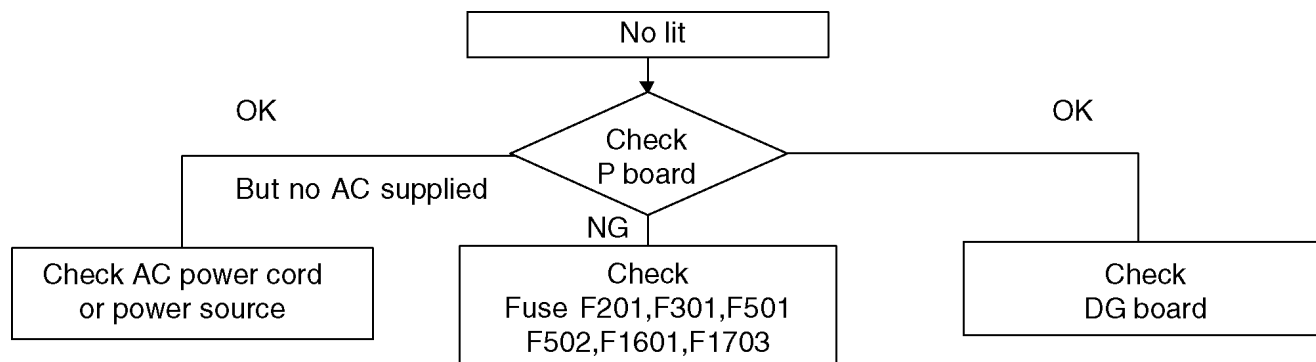 No lit
OK
OK
Check
P board
But no AC supplied
NG
Check AC power cord
or power source
Check
Fuse F201,F301,F501
F502,F1601,F1703
Check
DG board